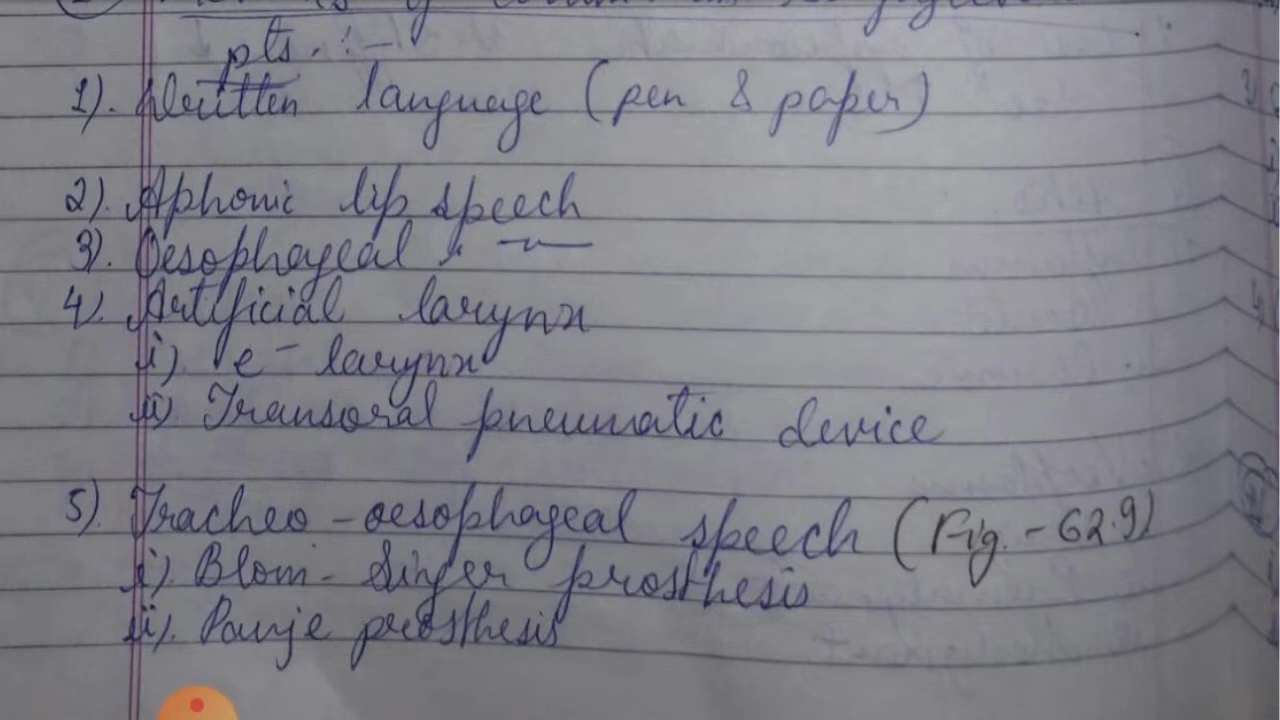 pts. :-
1). Written language (pen & paper)
2). Aphonic lip speech
3). Oesophageal " —
4). Artificial larynx
i). e-larynx
ii). Transoral pneumatic device
5). Tracheo-oesophageal speech (Fig.-62.9)
i). Blom-Singer prosthesis
ii). Panje prosthesis